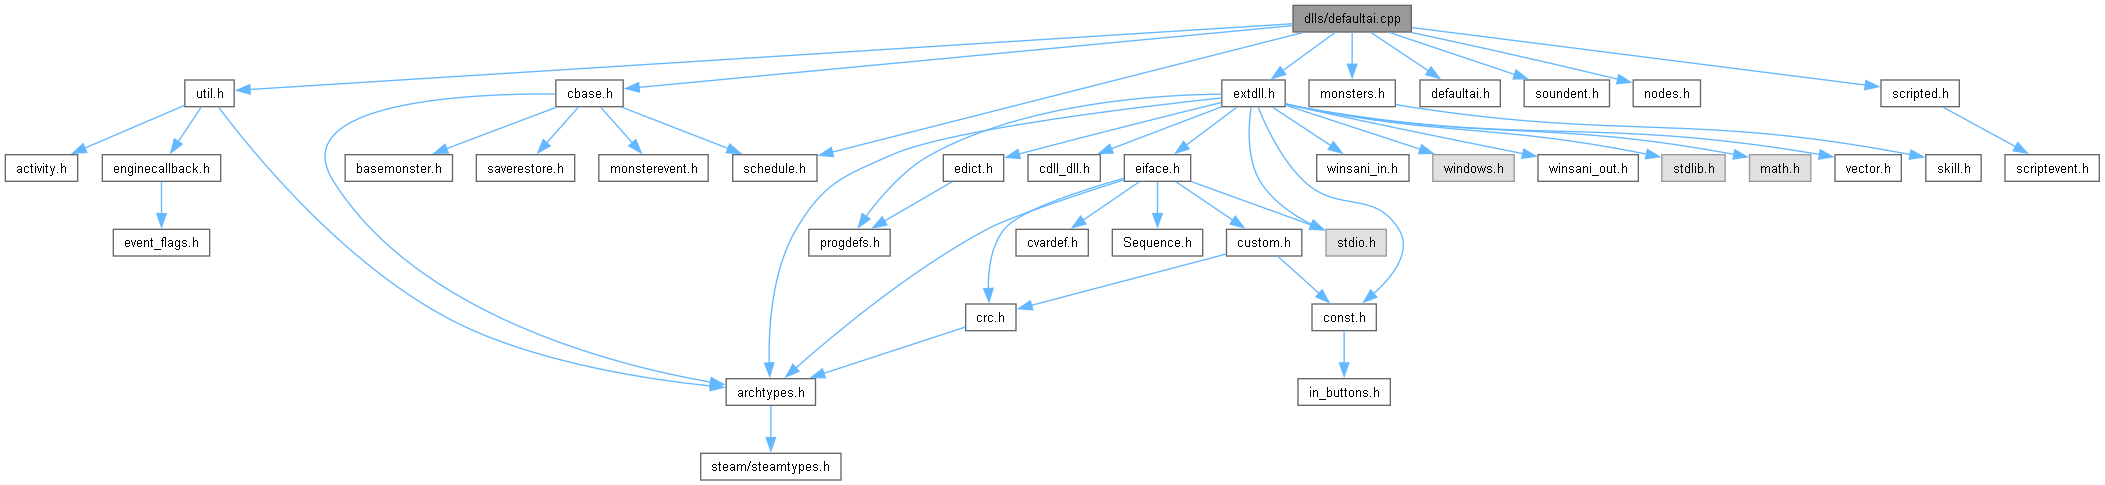 dlls/defaultai.cpp
util.h
cbase.h
extdll.h
monsters.h
defaultai.h
soundent.h
nodes.h
scripted.h
activity.h
enginecallback.h
basemonster.h
saverestore.h
monsterevent.h
schedule.h
edict.h
cdll_dll.h
eiface.h
winsani_in.h
windows.h
winsani_out.h
stdlib.h
math.h
vector.h
skill.h
scriptevent.h
event_flags.h
progdefs.h
cvardef.h
Sequence.h
custom.h
stdio.h
crc.h
const.h
archtypes.h
in_buttons.h
steam/steamtypes.h